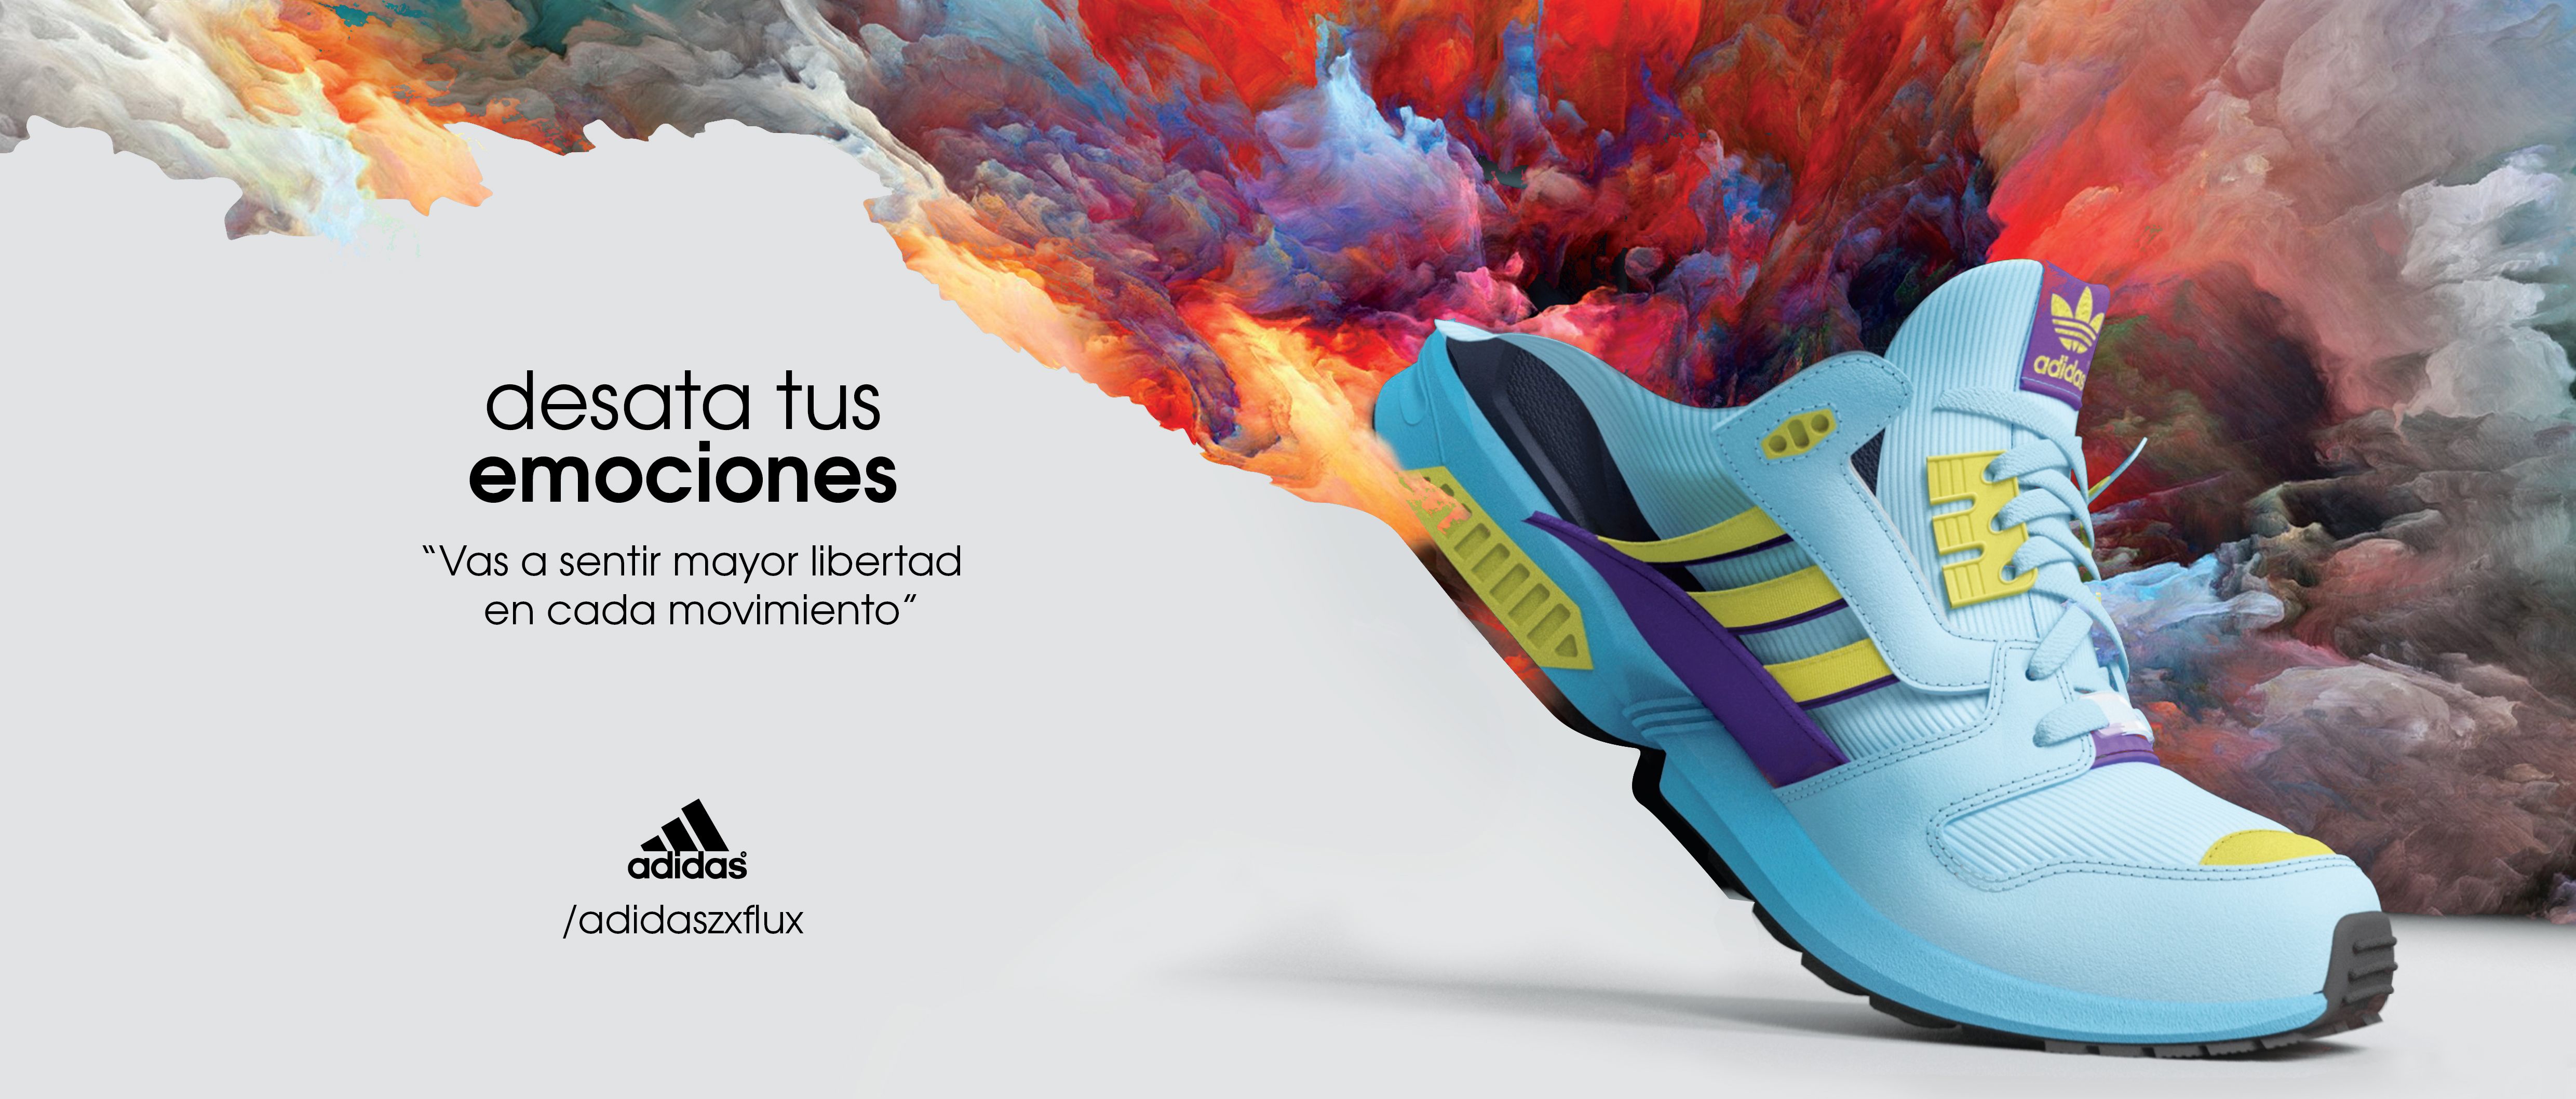 adidas
desata tus
emociones
“Vas a sentir mayor libertad
en cada movimiento”
adidas
/adidaszxflux